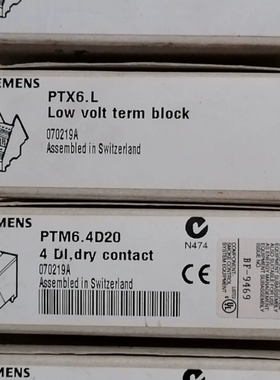 EMENS
PTX6.L
Low volt term block
070219A
Assembled in Switzerland
EMENS
PTM6.4D20
4 DI,dry contact
070219A
Assembled in Switzerland
N474
CE
BF-9469